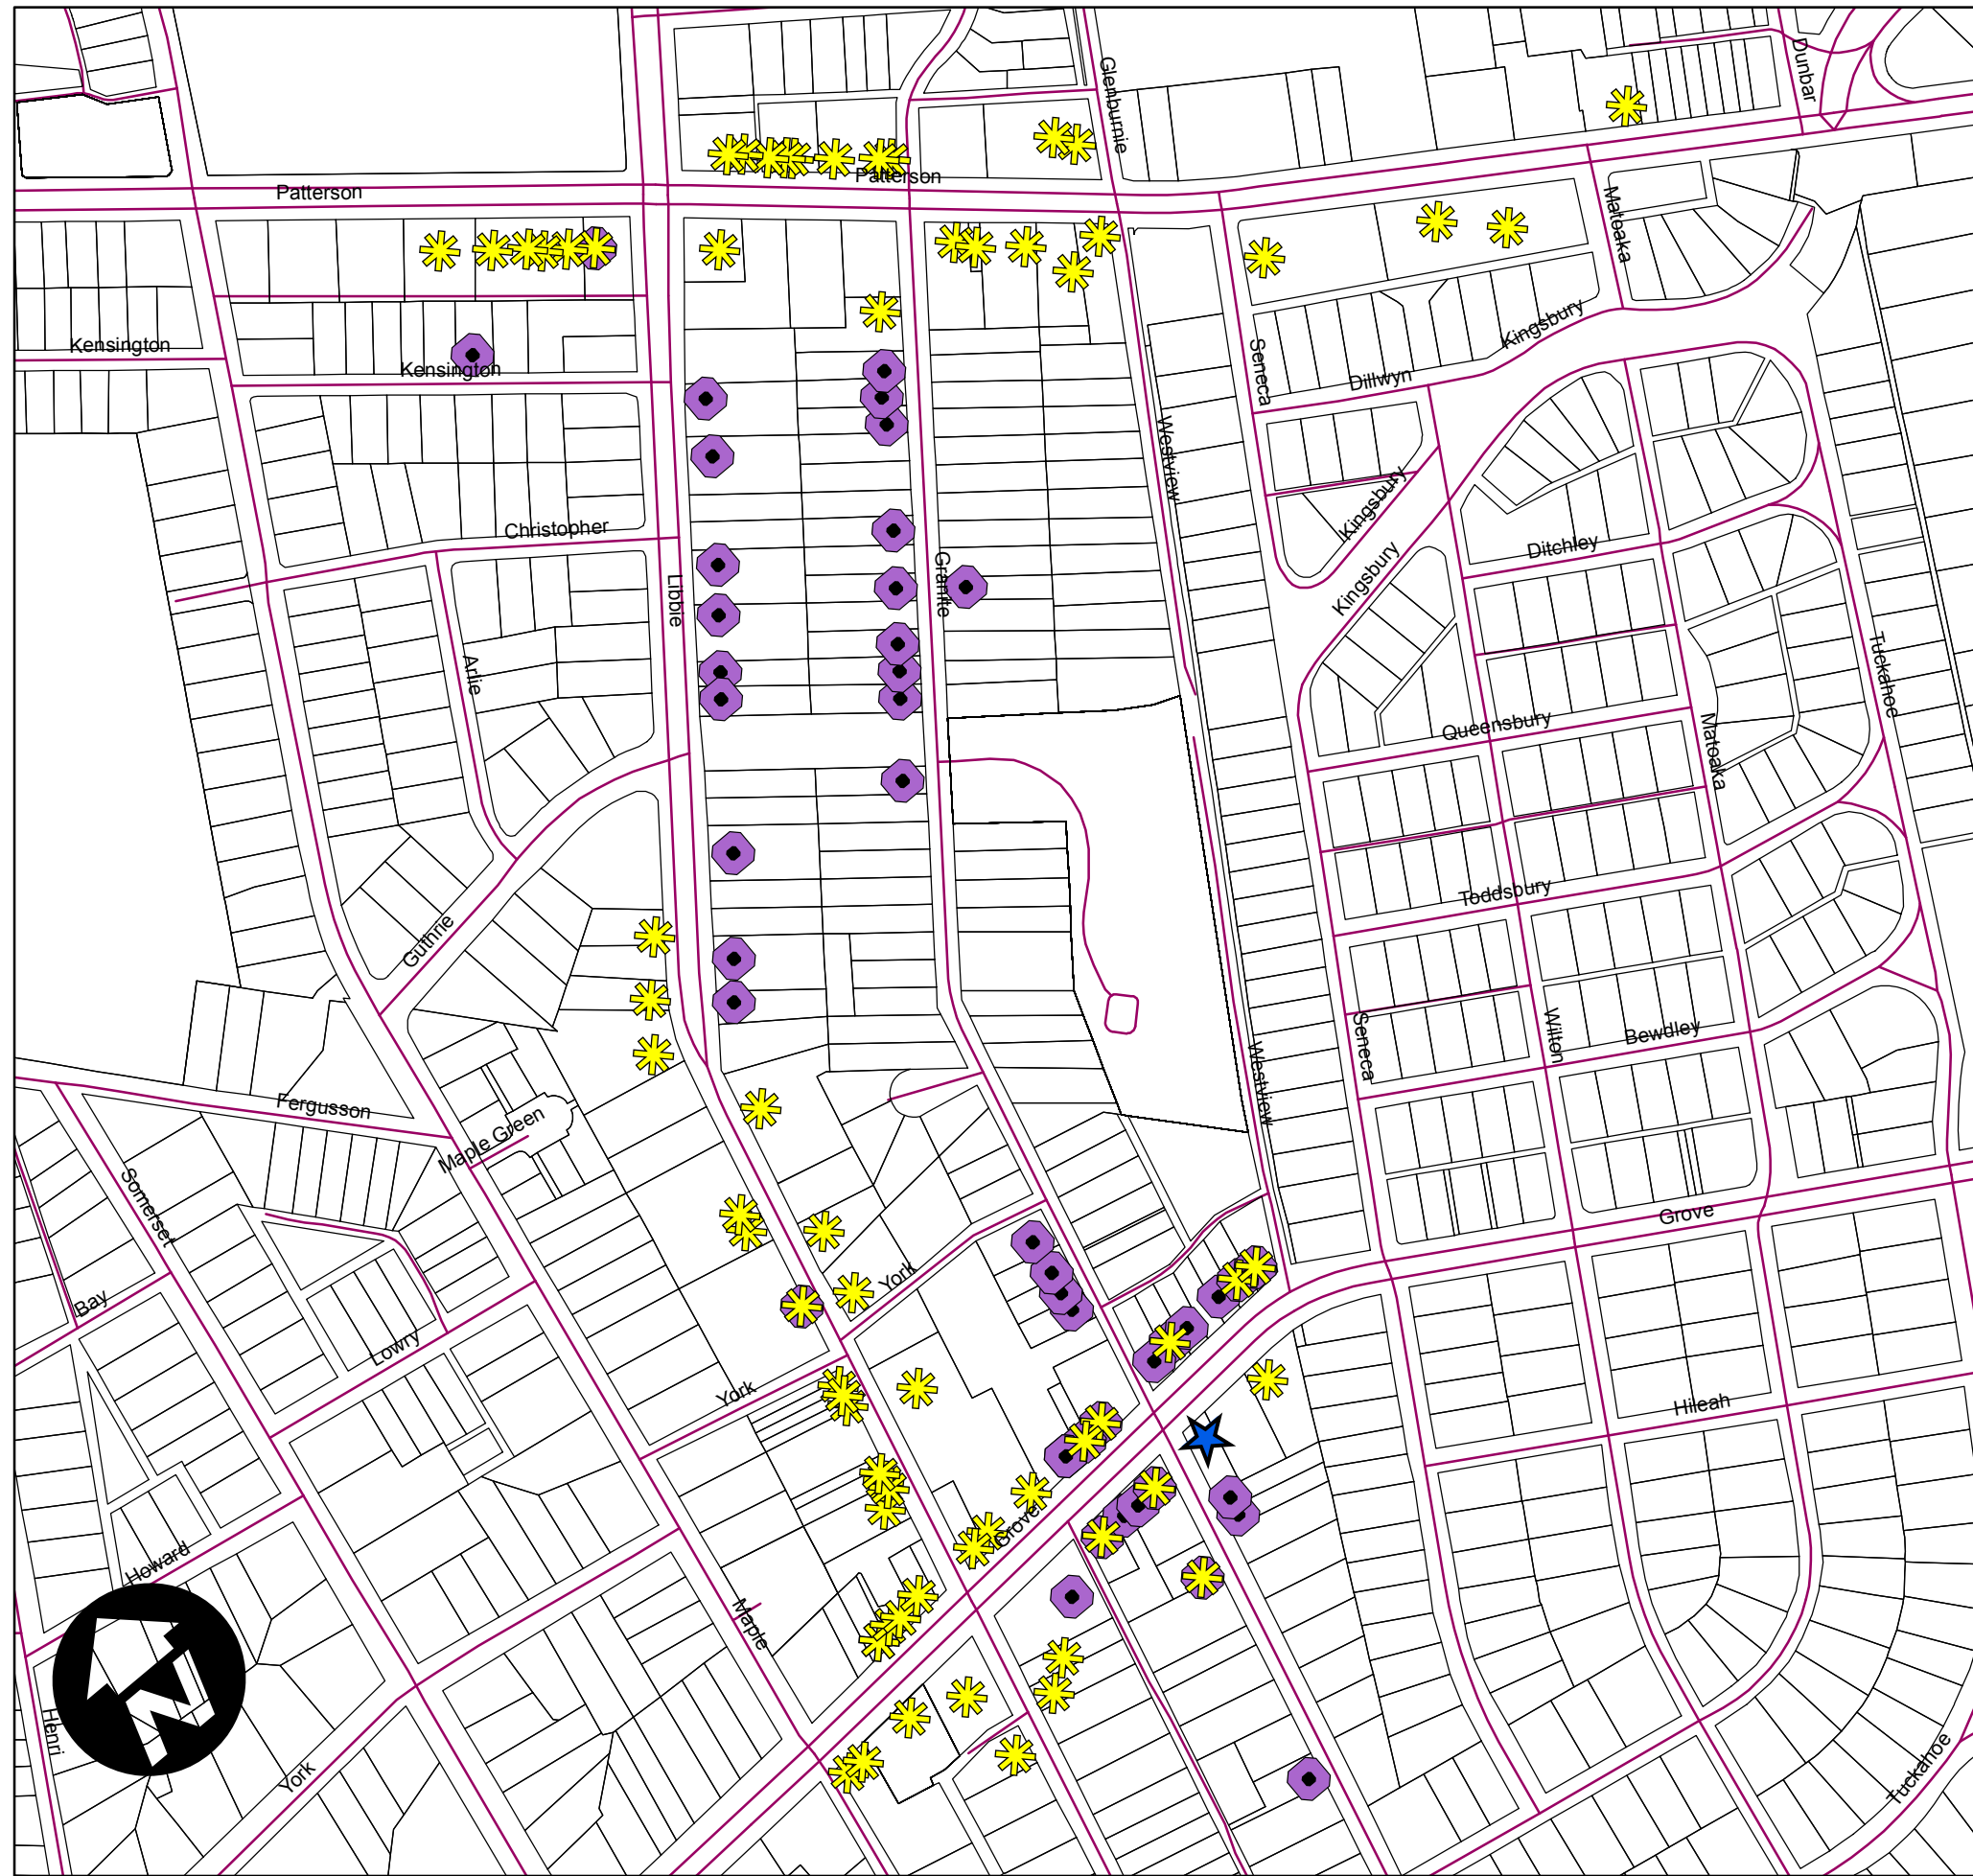 Dunbar
Glenburnie
Patterson
Patterson
Matoaka
Kensington
Kensington
Kingsbury
Seneca
Dillwyn
Westview
Kingsbury
Christopher
Ditchley
Libbie
Granite
Kingsbury
Arlie
Tuckahoe
Queensbury
Matoaka
Toddsbury
Guthrie
Seneca
Wilton
Bewdley
Westview
Fergusson
Maple Green
Somerset
Grove
York
Bay
Lowry
York
Hileah
Grove
Howard
Maple
Henri
York
Tuckahoe
N